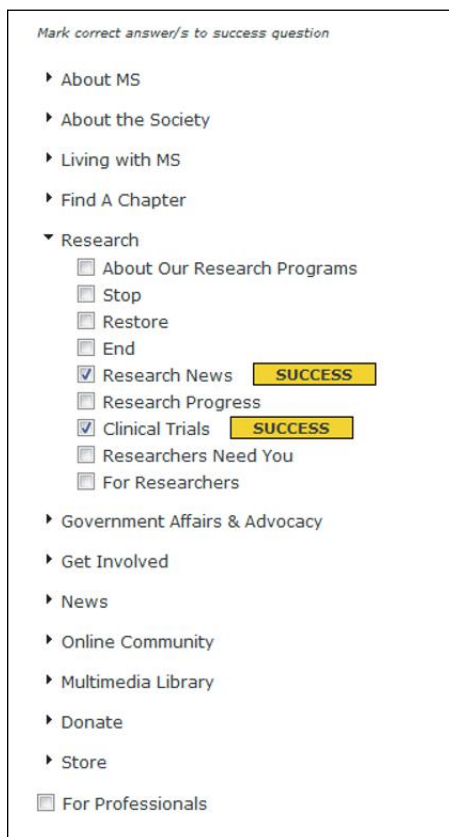 Mark correct answer/s to success question
About MS
About the Society
Living with MS
Find A Chapter
Research
About Our Research Programs
Stop
Restore
End
Research News SUCCESS
Research Progress
Clinical Trials SUCCESS
Researchers Need You
For Researchers
Government Affairs & Advocacy
Get Involved
News
Online Community
Multimedia Library
Donate
Store
For Professionals